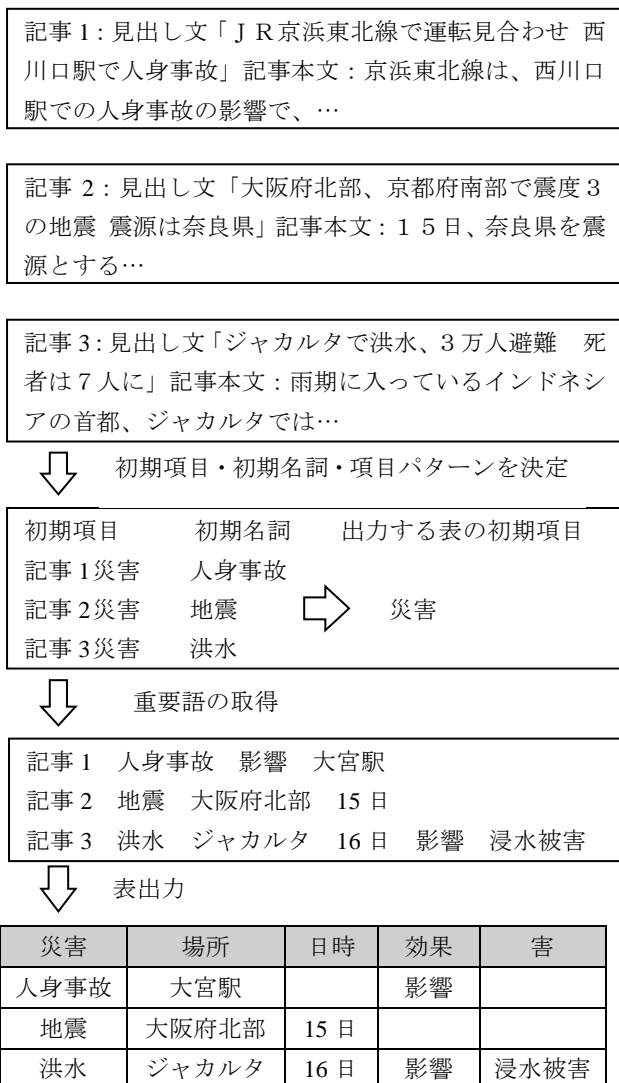 記事 1：見出し文「ＪＲ京浜東北線で運転見合わせ 西
川口駅で人身事故」記事本文：京浜東北線は、西川口
駅での人身事故の影響で、…
記事 2：見出し文「大阪府北部、京都府南部で震度３
の地震 震源は奈良県」記事本文：１５日、奈良県を震
源とする…
記事 3：見出し文「ジャカルタで洪水、３万人避難　死
者は７人に」記事本文：雨期に入っているインドネシ
アの首都、ジャカルタでは…
初期項目・初期名詞・項目パターンを決定
初期項目　初期名詞　出力する表の初期項目
記事 1災害　人身事故
記事 2災害　地震　災害
記事 3災害　洪水
重要語の取得
記事 1　人身事故　影響　大宮駅
記事 2　地震　大阪府北部　15 日
記事 3　洪水　ジャカルタ　16 日　影響　浸水被害
表出力
災害　場所　日時　効果　害
人身事故　大宮駅　影響
地震　大阪府北部　15 日
洪水　ジャカルタ　16 日　影響　浸水被害